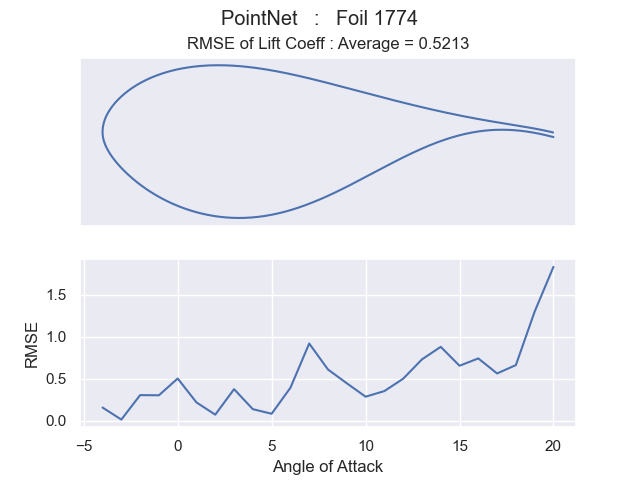 PointNet : Foil 1774
RMSE of Lift Coeff : Average = 0.5213
1.5
1.0
0.5
0.0
RMSE
−5 0 5 10 15 20
Angle of Attack